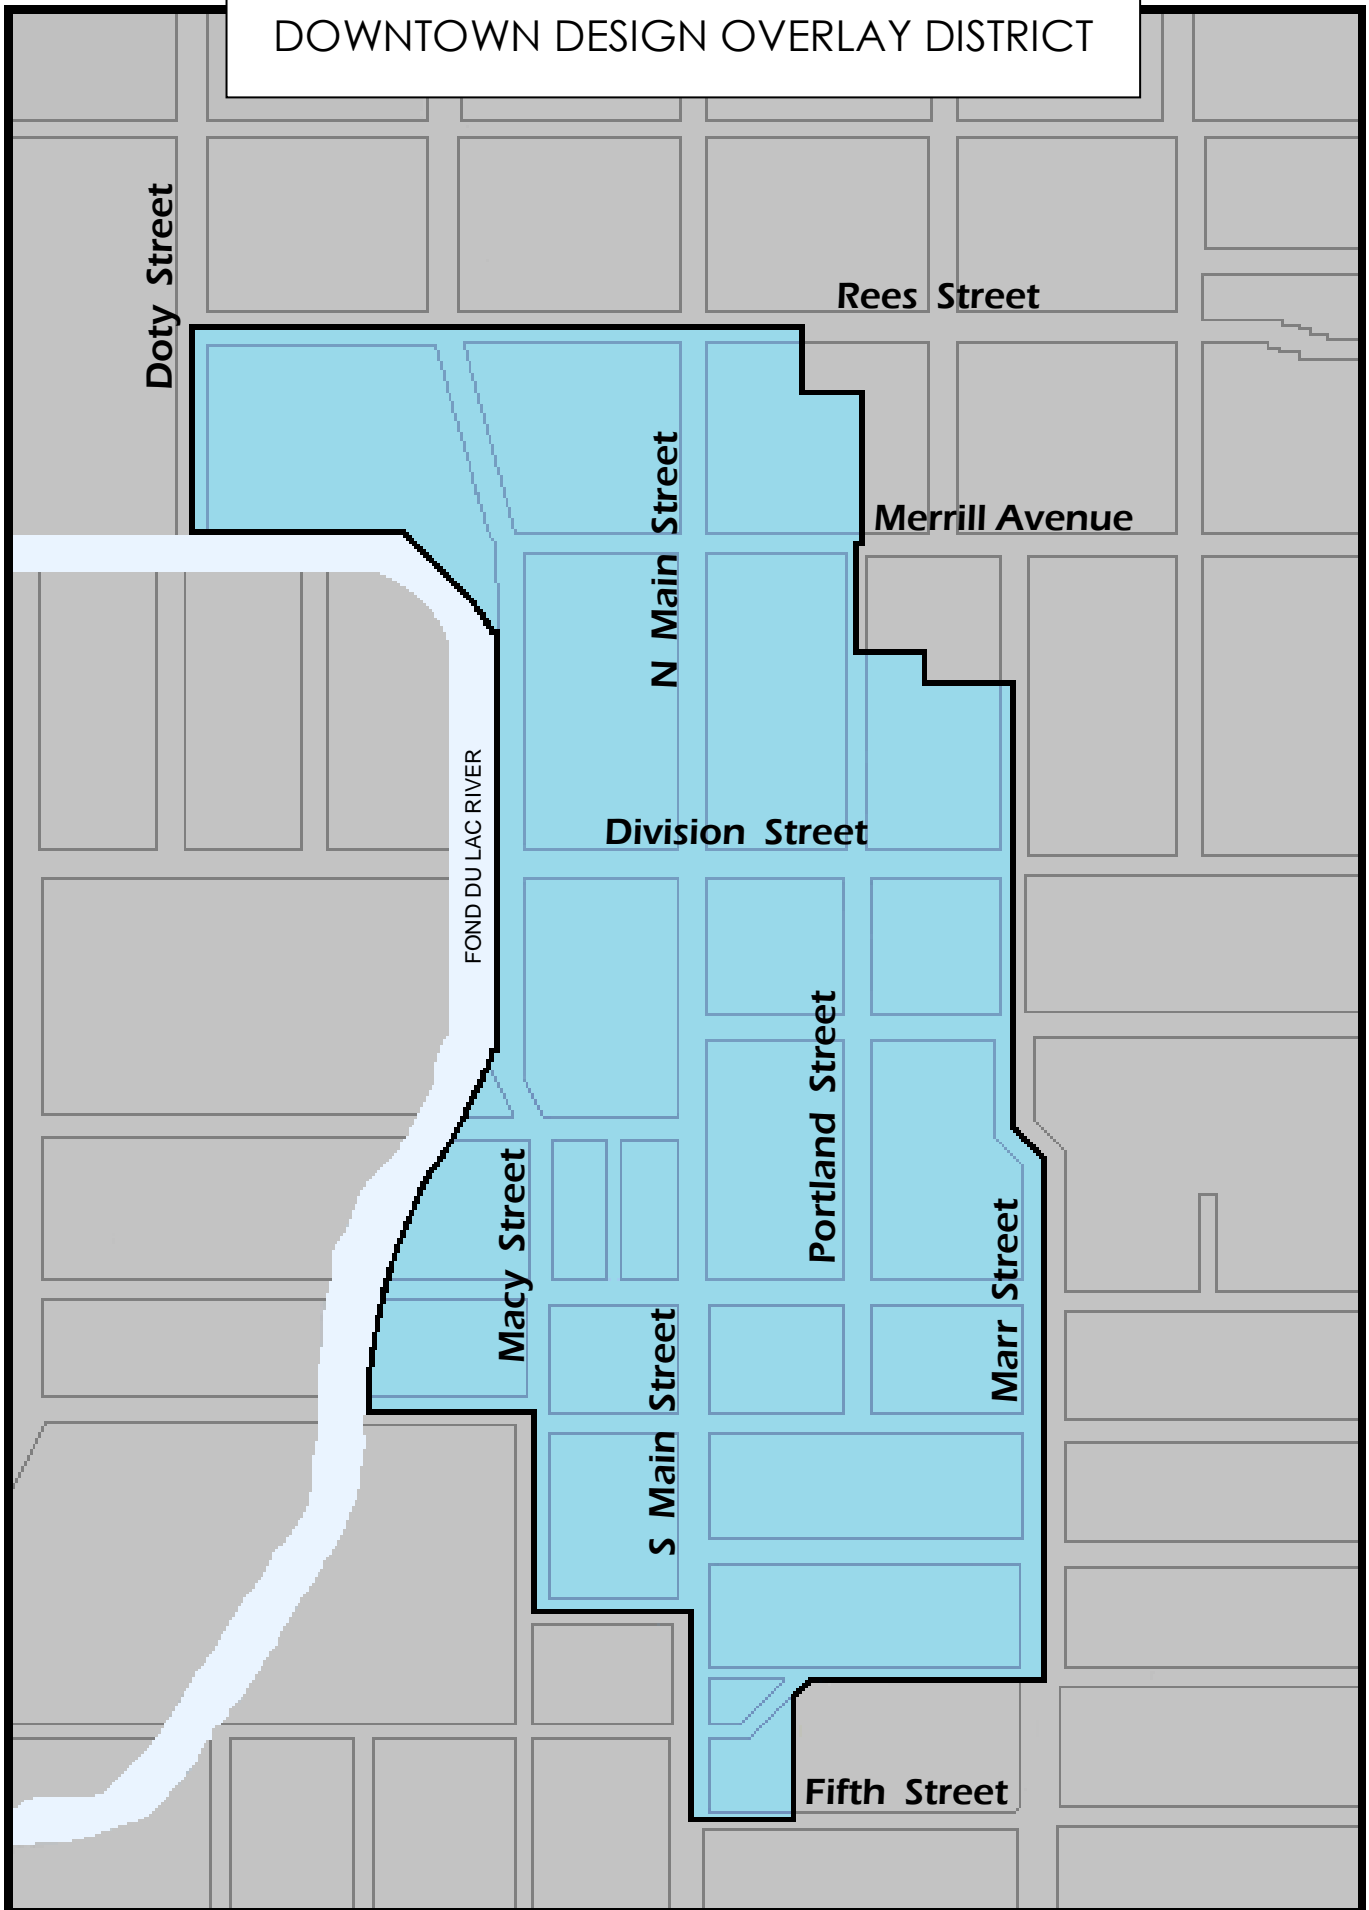 DOWNTOWN DESIGN OVERLAY DISTRICT
Doty Street
Rees Street
N Main Street
Merrill Avenue
FOND DU LAC RIVER
Division Street
Portland Street
Macy Street
Marr Street
S Main Street
Fifth Street